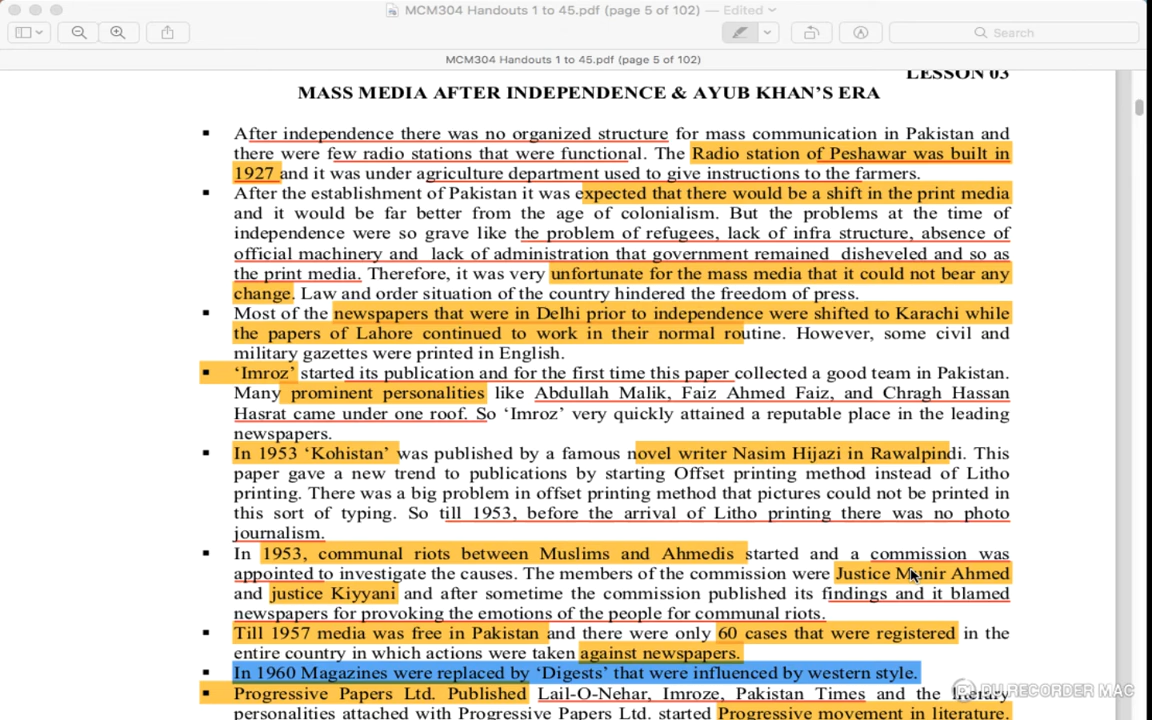 MCM304 Handouts 1 to 45.pdf (page 5 of 102) — Edited
Search
MCM304 Handouts 1 to 45.pdf (page 5 of 102)
LESSON 03
MASS MEDIA AFTER INDEPENDENCE & AYUB KHAN'S ERA
▪ After independence there was no organized structure for mass communication in Pakistan and
there were few radio stations that were functional. The Radio station of Peshawar was built in
1927 and it was under agriculture department used to give instructions to the farmers.
▪ After the establishment of Pakistan it was expected that there would be a shift in the print media
and it would be far better from the age of colonialism. But the problems at the time of
independence were so grave like the problem of refugees, lack of infra structure, absence of
official machinery and lack of administration that government remained disheveled and so as
the print media. Therefore, it was very unfortunate for the mass media that it could not bear any
change. Law and order situation of the country hindered the freedom of press.
▪ Most of the newspapers that were in Delhi prior to independence were shifted to Karachi while
the papers of Lahore continued to work in their normal routine. However, some civil and
military gazettes were printed in English.
▪ 'Imroz' started its publication and for the first time this paper collected a good team in Pakistan.
Many prominent personalities like Abdullah Malik, Faiz Ahmed Faiz, and Chragh Hassan
Hasrat came under one roof. So 'Imroz' very quickly attained a reputable place in the leading
newspapers.
▪ In 1953 'Kohistan' was published by a famous novel writer Nasim Hijazi in Rawalpindi. This
paper gave a new trend to publications by starting Offset printing method instead of Litho
printing. There was a big problem in offset printing method that pictures could not be printed in
this sort of typing. So till 1953, before the arrival of Litho printing there was no photo
journalism.
▪ In 1953, communal riots between Muslims and Ahmedis started and a commission was
appointed to investigate the causes. The members of the commission were Justice Munir Ahmed
and justice Kiyyani and after sometime the commission published its findings and it blamed
newspapers for provoking the emotions of the people for communal riots.
▪ Till 1957 media was free in Pakistan and there were only 60 cases that were registered in the
entire country in which actions were taken against newspapers.
▪ In 1960 Magazines were replaced by 'Digests' that were influenced by western style.
▪ Progressive Papers Ltd. Published Lail-O-Nehar, Imroze, Pakistan Times and the literary
personalities attached with Progressive Papers Ltd. started Progressive movement in literature.
DU RECORDER MAC